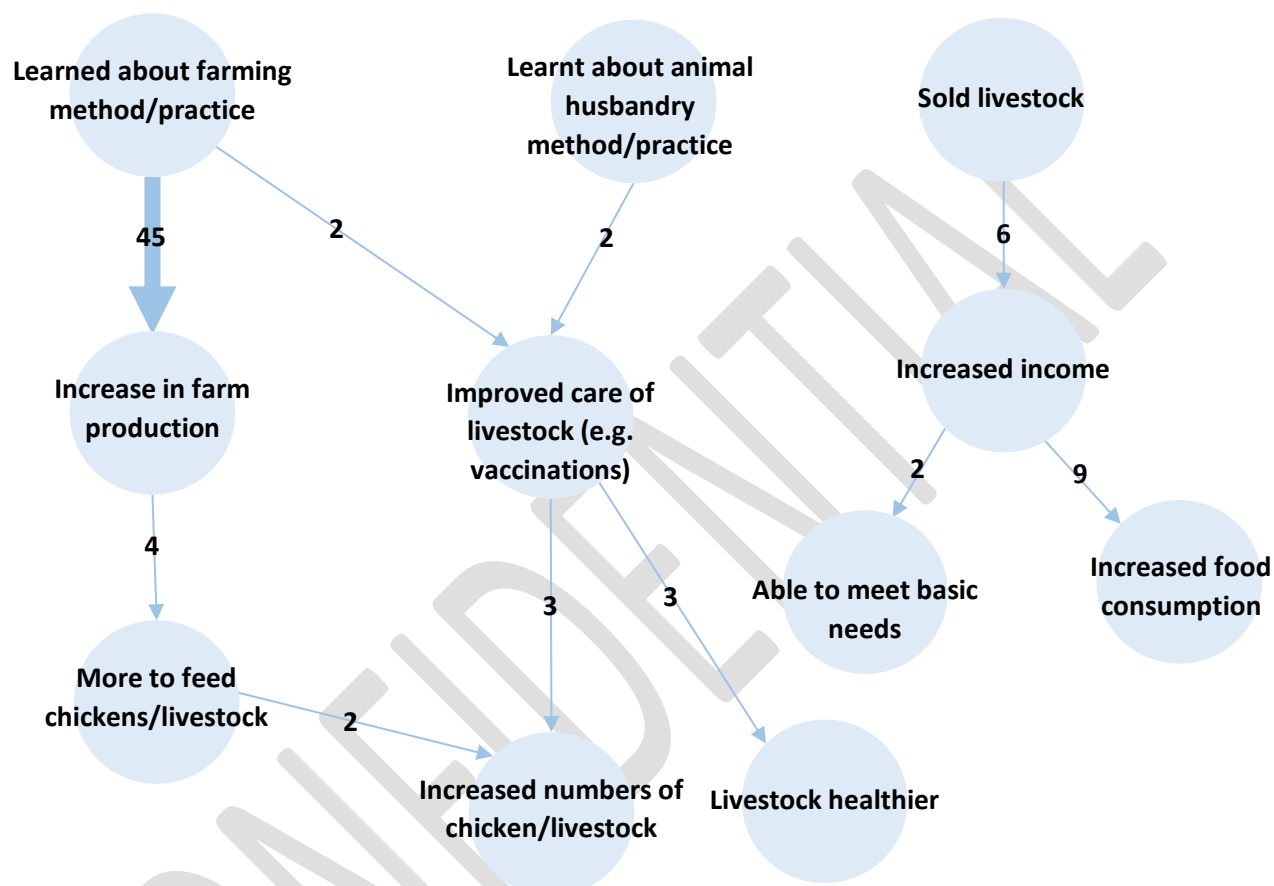 Learned about farming
method/practice
Learnt about animal
husbandry
method/practice
Sold livestock
45
2
2
6
Increase in farm
production
Improved care of
livestock (e.g.
vaccinations)
Increased income
2
9
4
3
3
Able to meet basic
needs
Increased food
consumption
More to feed
chickens/livestock
2
Increased numbers of
chicken/livestock
Livestock healthier